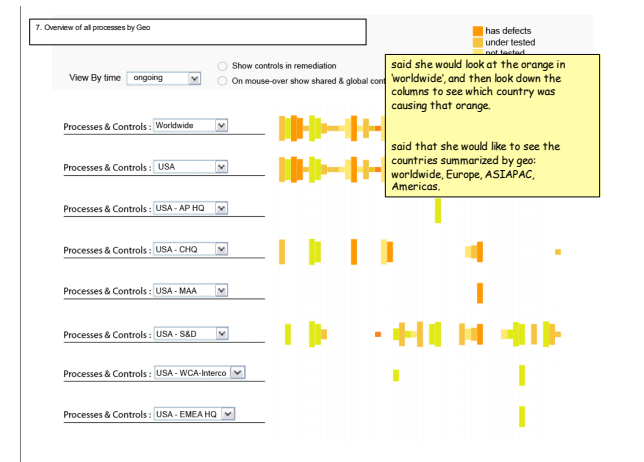 7. Overview of all processes by Geo
has defects
under tested
not tested
Show controls in remediation
View By time ongoing
On mouse-over show shared & global cont
said she would look at the orange in
'worldwide', and then look down the
columns to see which country was
causing that orange.
said that she would like to see the
countries summarized by geo:
worldwide, Europe, ASIAPAC,
Americas.
Processes & Controls : Worldwide
Processes & Controls : USA
Processes & Controls : USA - AP HQ
Processes & Controls : USA - CHQ
Processes & Controls : USA - MAA
Processes & Controls : USA - S&D
Processes & Controls : USA - WCA-Interco
Processes & Controls : USA - EMEA HQ